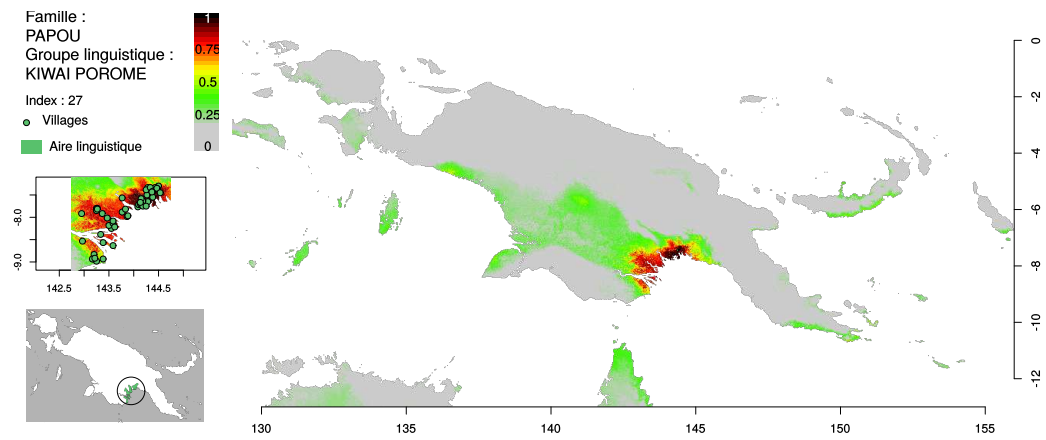 Famille :
PAPOU
Groupe linguistique :
KIWAI POROME
Index : 27
Villages
Aire linguistique
1
0.75
0.5
0.25
0
-8.0
-9.0
142.5 143.5 144.5
0
-2
-4
-6
-8
-10
-12
130 135 140 145 150 155